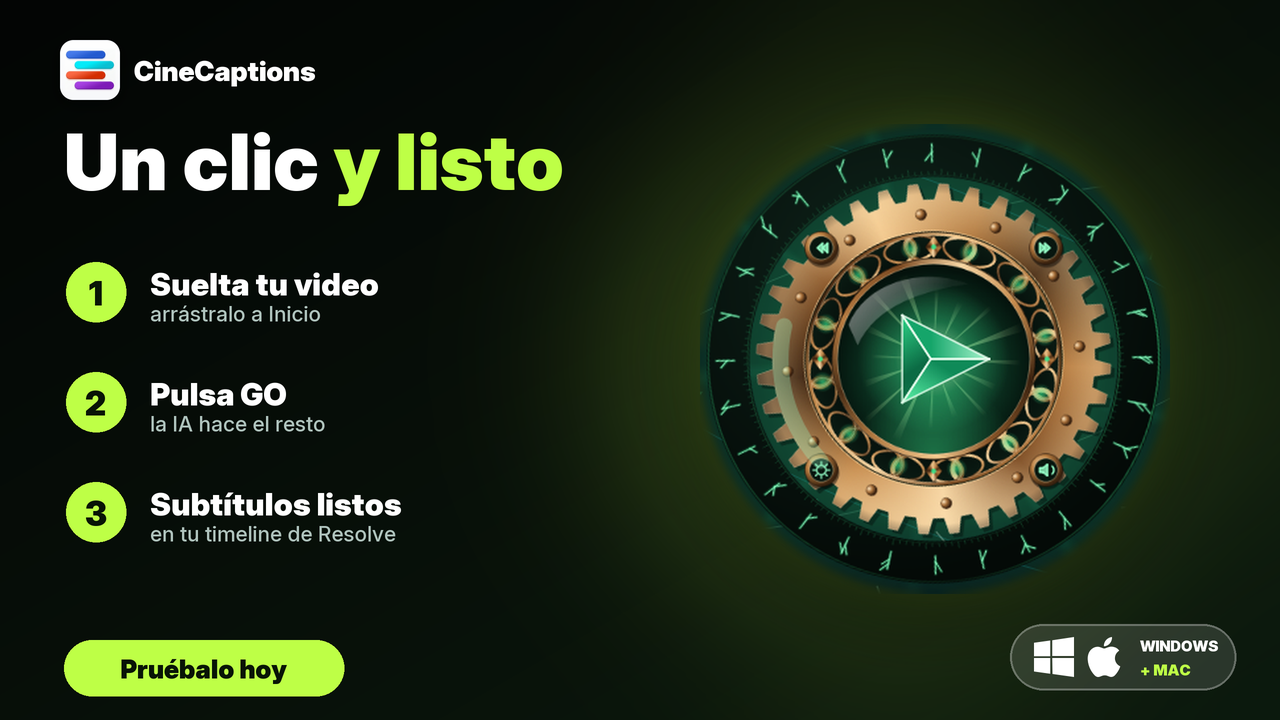 CineCaptions
Un clic y listo
1
Suelta tu video
arrástralo a Inicio
2
Pulsa GO
la IA hace el resto
3
Subtítulos listos
en tu timeline de Resolve
Pruébalo hoy
WINDOWS
+ MAC